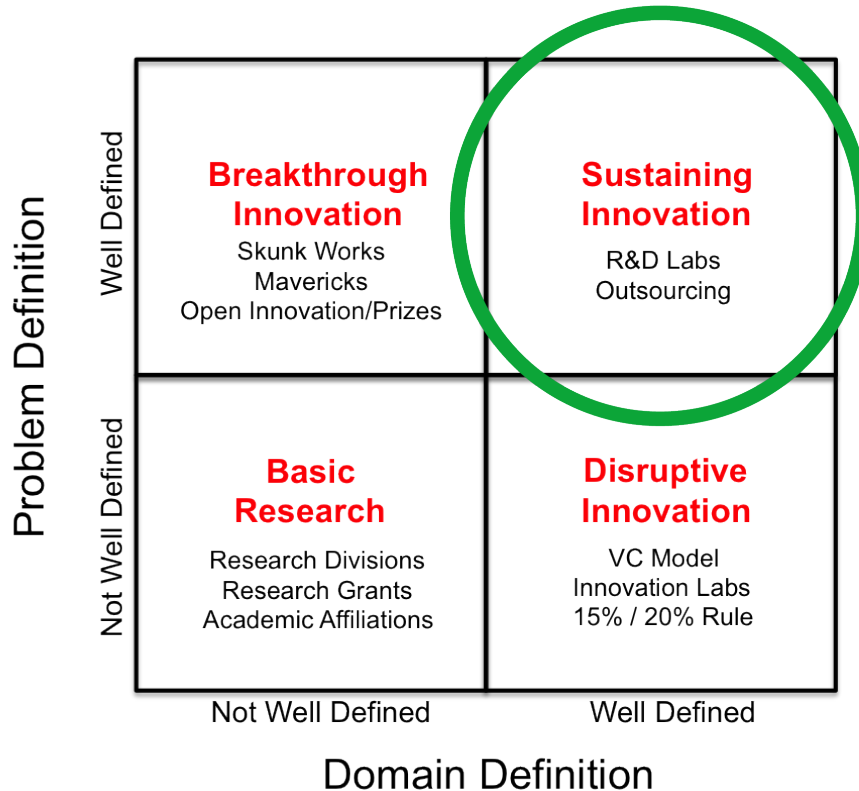 Problem Definition
Well Defined
Not Well Defined
Breakthrough
Innovation
Skunk Works
Mavericks
Open Innovation/Prizes
Sustaining
Innovation
R&D Labs
Outsourcing
Basic
Research
Research Divisions
Research Grants
Academic Affiliations
Disruptive
Innovation
VC Model
Innovation Labs
15% / 20% Rule
Not Well Defined
Well Defined
Domain Definition